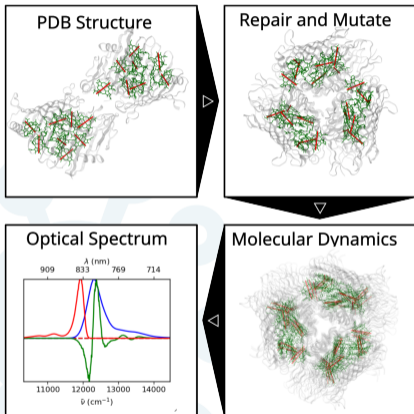 PDB Structure
Repair and Mutate
Optical Spectrum
λ (nm)
909 833 769 714
11000 12000 13000 14000
ν̃ (cm⁻¹)
Molecular Dynamics